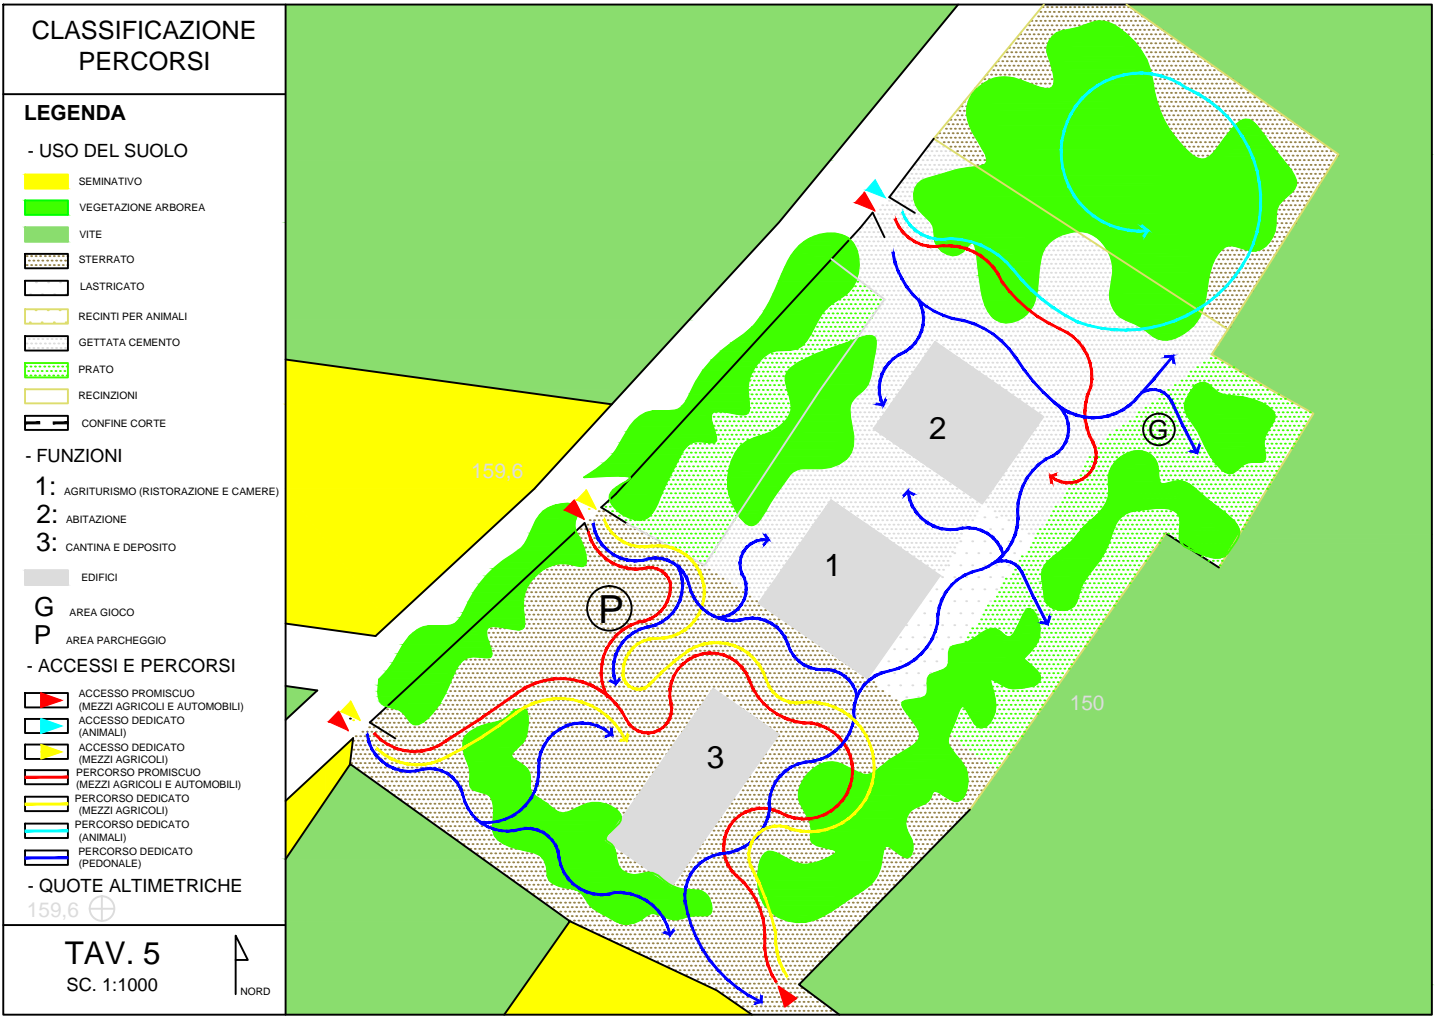 CLASSIFICAZIONE
PERCORSI
LEGENDA
- USO DEL SUOLO
SEMINATIVO
VEGETAZIONE ARBOREA
VITE
STERRATO
LASTRICATO
RECINTI PER ANIMALI
GETTATA CEMENTO
PRATO
RECINZIONI
CONFINE CORTE
- FUNZIONI
1: AGRITURISMO (RISTORAZIONE E CAMERE)
2: ABITAZIONE
3: CANTINA E DEPOSITO
EDIFICI
G AREA GIOCO
P AREA PARCHEGGIO
- ACCESSI E PERCORSI
ACCESSO PROMISCUO
(MEZZI AGRICOLI E AUTOMOBILI)
ACCESSO DEDICATO
(ANIMALI)
ACCESSO DEDICATO
(MEZZI AGRICOLI)
PERCORSO PROMISCUO
(MEZZI AGRICOLI E AUTOMOBILI)
PERCORSO DEDICATO
(MEZZI AGRICOLI)
PERCORSO DEDICATO
(ANIMALI)
PERCORSO DEDICATO
(PEDONALE)
- QUOTE ALTIMETRICHE
159,6
TAV. 5
SC. 1:1000
NORD
159,6
2
G
1
P
150
3